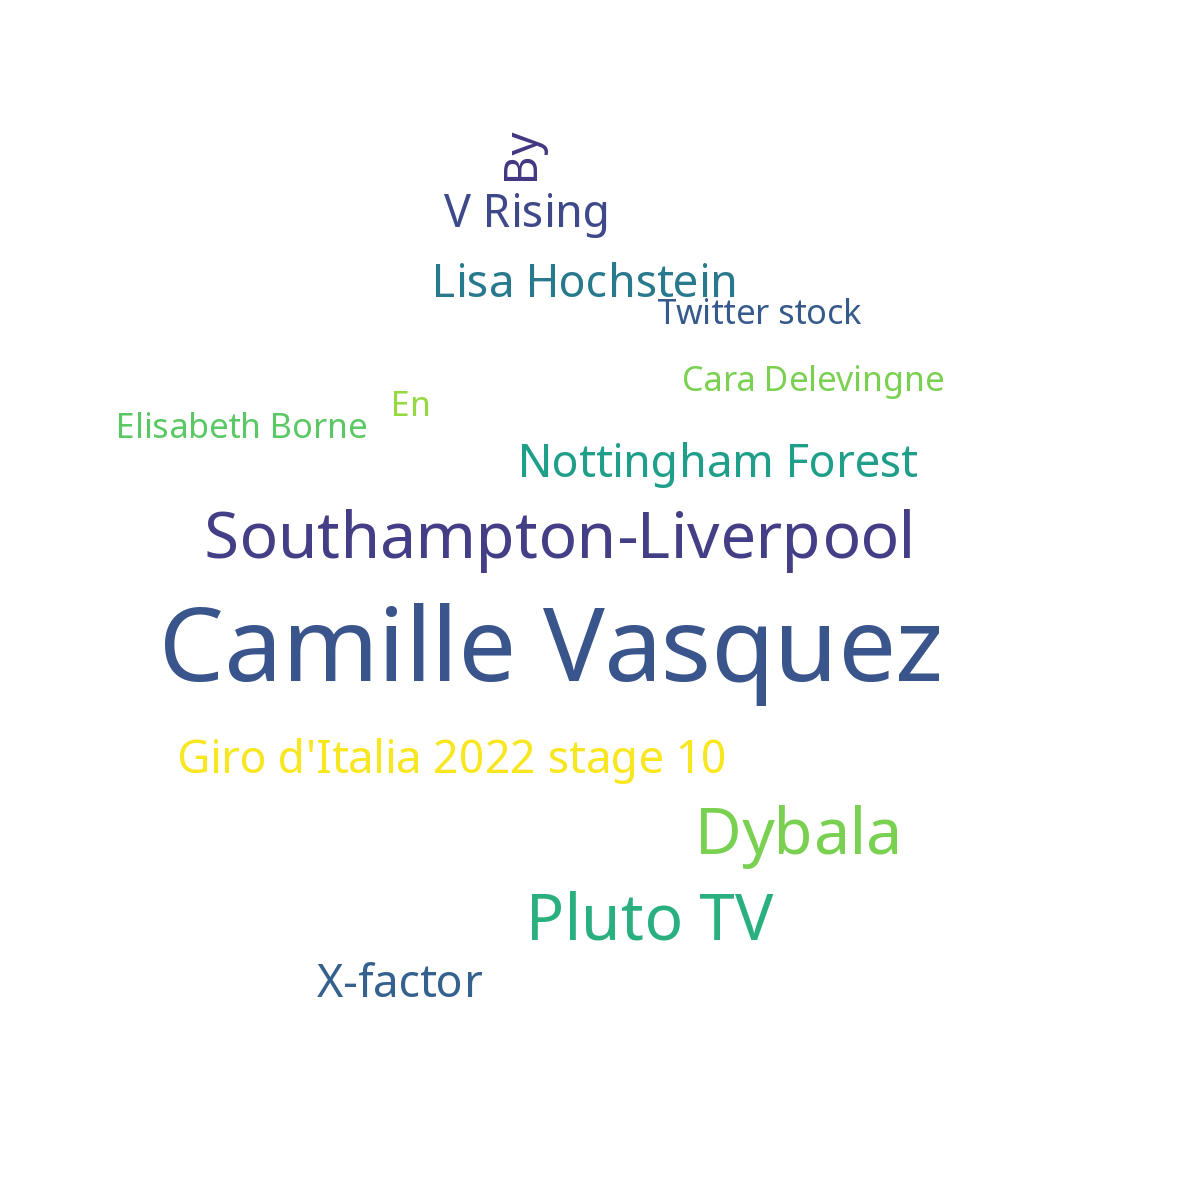 By
V Rising
Lisa Hochstein
Twitter stock
Cara Delevingne
En
Elisabeth Borne
Nottingham Forest
Southampton-Liverpool
Camille Vasquez
Giro d'Italia 2022 stage 10
Dybala
Pluto TV
X-factor